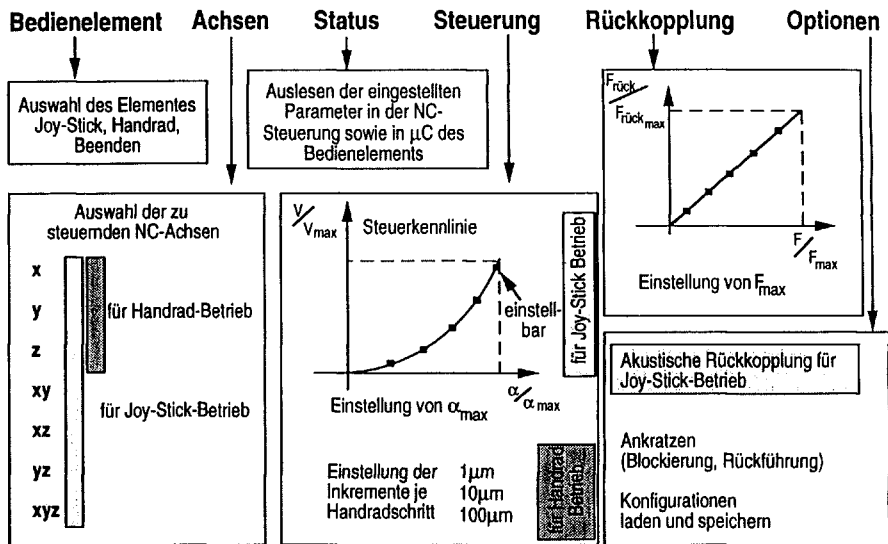 Bedienelement Achsen Status Steuerung Rückkopplung Optionen
Auswahl des Elementes
Joy-Stick, Handrad,
Beenden
Auslesen der eingestellten
Parameter in der NC-
Steuerung sowie in µC des
Bedienelements
F rück / F rück max
F / F max
Einstellung von F max
Auswahl der zu
steuernden NC-Achsen
x
y
z
xy
xz
yz
xyz
für Handrad-Betrieb
für Joy-Stick-Betrieb
V / V max
Steuerkennlinie
einstell-
bar
α / α max
Einstellung von α max
für Joy-Stick Betrieb
Einstellung der 1µm
Inkremente je 10µm
Handradschritt 100µm
für Handrad
Betrieb
Akustische Rückkopplung für
Joy-Stick-Betrieb
Ankratzen
(Blockierung, Rückführung)
Konfigurationen
laden und speichern